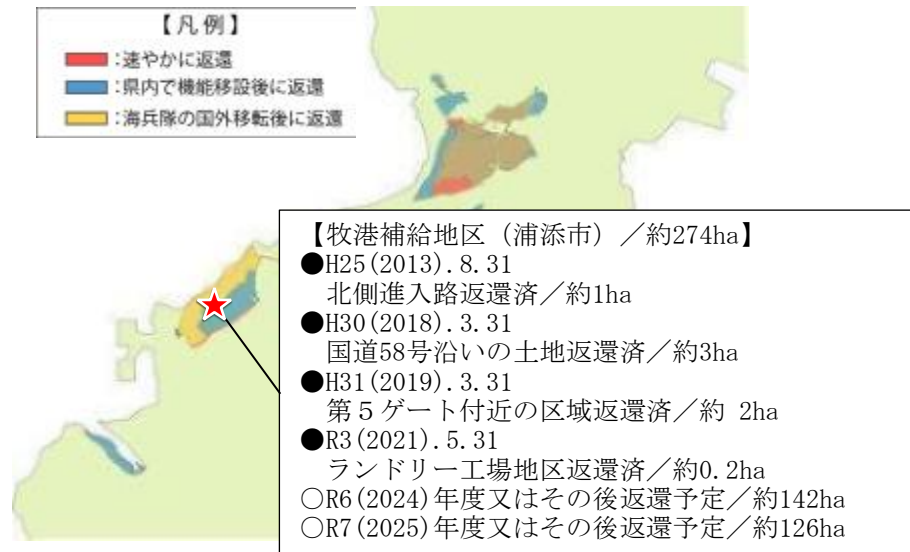 【凡例】
:速やかに返還
:県内で機能移設後に返還
:海兵隊の国外移転後に返還
【牧港補給地区（浦添市）／約274ha】
●H25(2013).8.31
北側進入路返還済／約1ha
●H30(2018).3.31
国道58号沿いの土地返還済／約3ha
●H31(2019).3.31
第５ゲート付近の区域返還済／約 2ha
●R3(2021).5.31
ランドリー工場地区返還済／約0.2ha
○R6(2024)年度又はその後返還予定／約142ha
○R7(2025)年度又はその後返還予定／約126ha